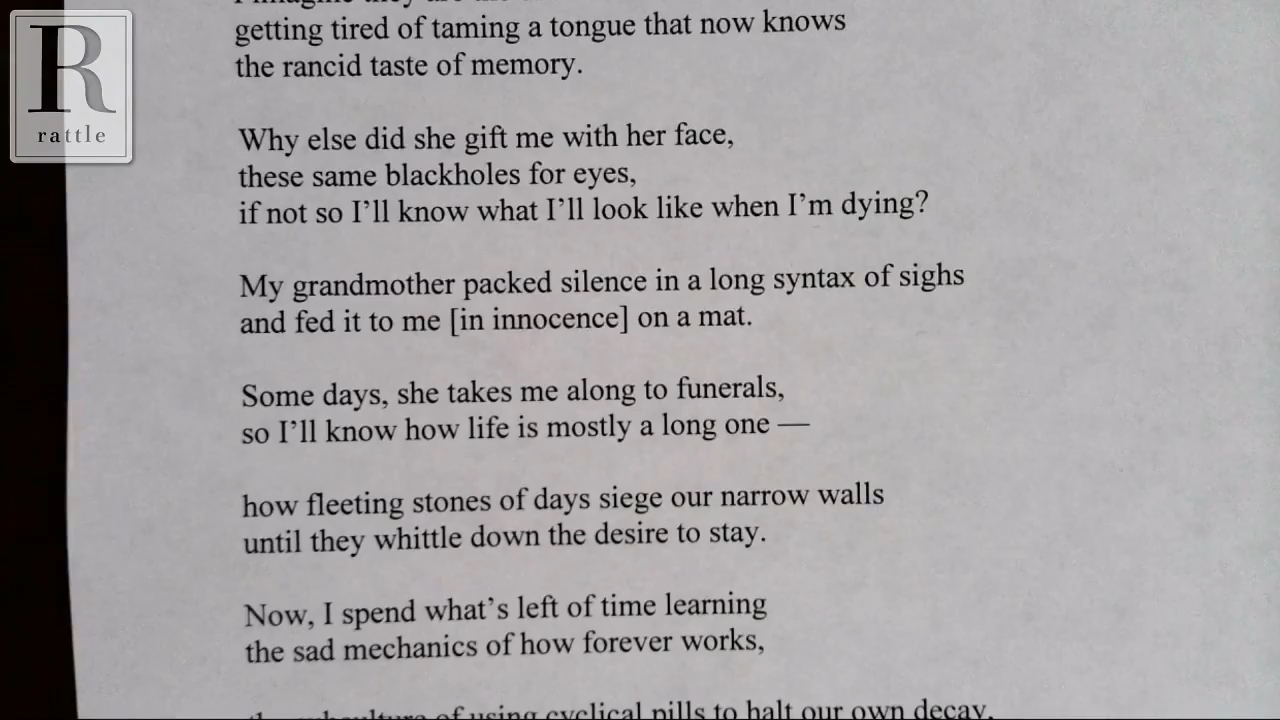 R
rattle
getting tired of taming a tongue that now knows
the rancid taste of memory.
Why else did she gift me with her face,
these same blackholes for eyes,
if not so I'll know what I'll look like when I'm dying?
My grandmother packed silence in a long syntax of sighs
and fed it to me [in innocence] on a mat.
Some days, she takes me along to funerals,
so I'll know how life is mostly a long one —
how fleeting stones of days siege our narrow walls
until they whittle down the desire to stay.
Now, I spend what's left of time learning
the sad mechanics of how forever works,
of using cyclical pills to halt our own decay,